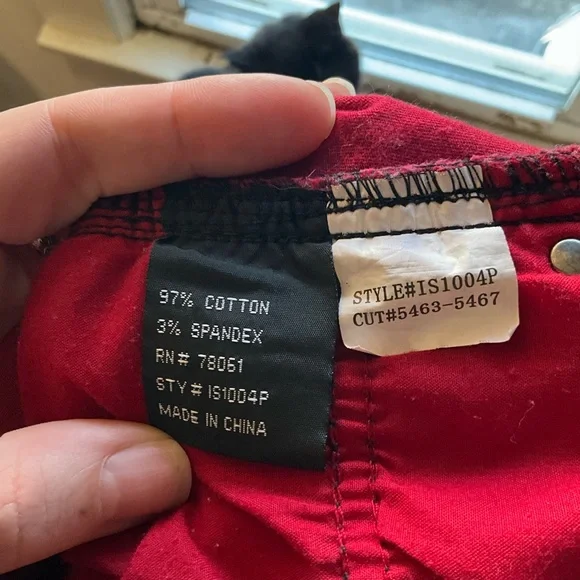 97% COTTON
3% SPANDEX
RN# 78061
STY# IS1004P
MADE IN CHINA
STYLE#IS1004P
CUT#5463-5467